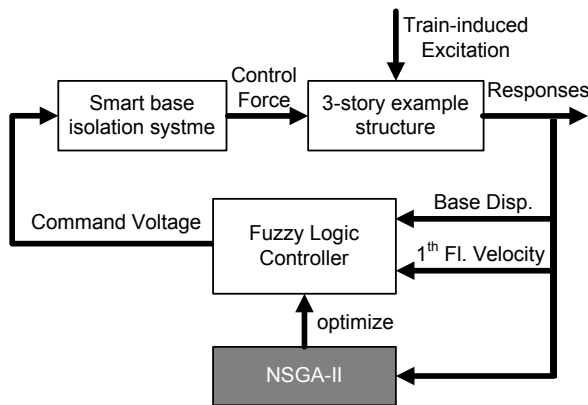 Train-induced
Excitation
Control
Force
Responses
Smart base
isolation systme
3-story example
structure
Base Disp.
Command Voltage
Fuzzy Logic
Controller
1th Fl. Velocity
optimize
NSGA-II